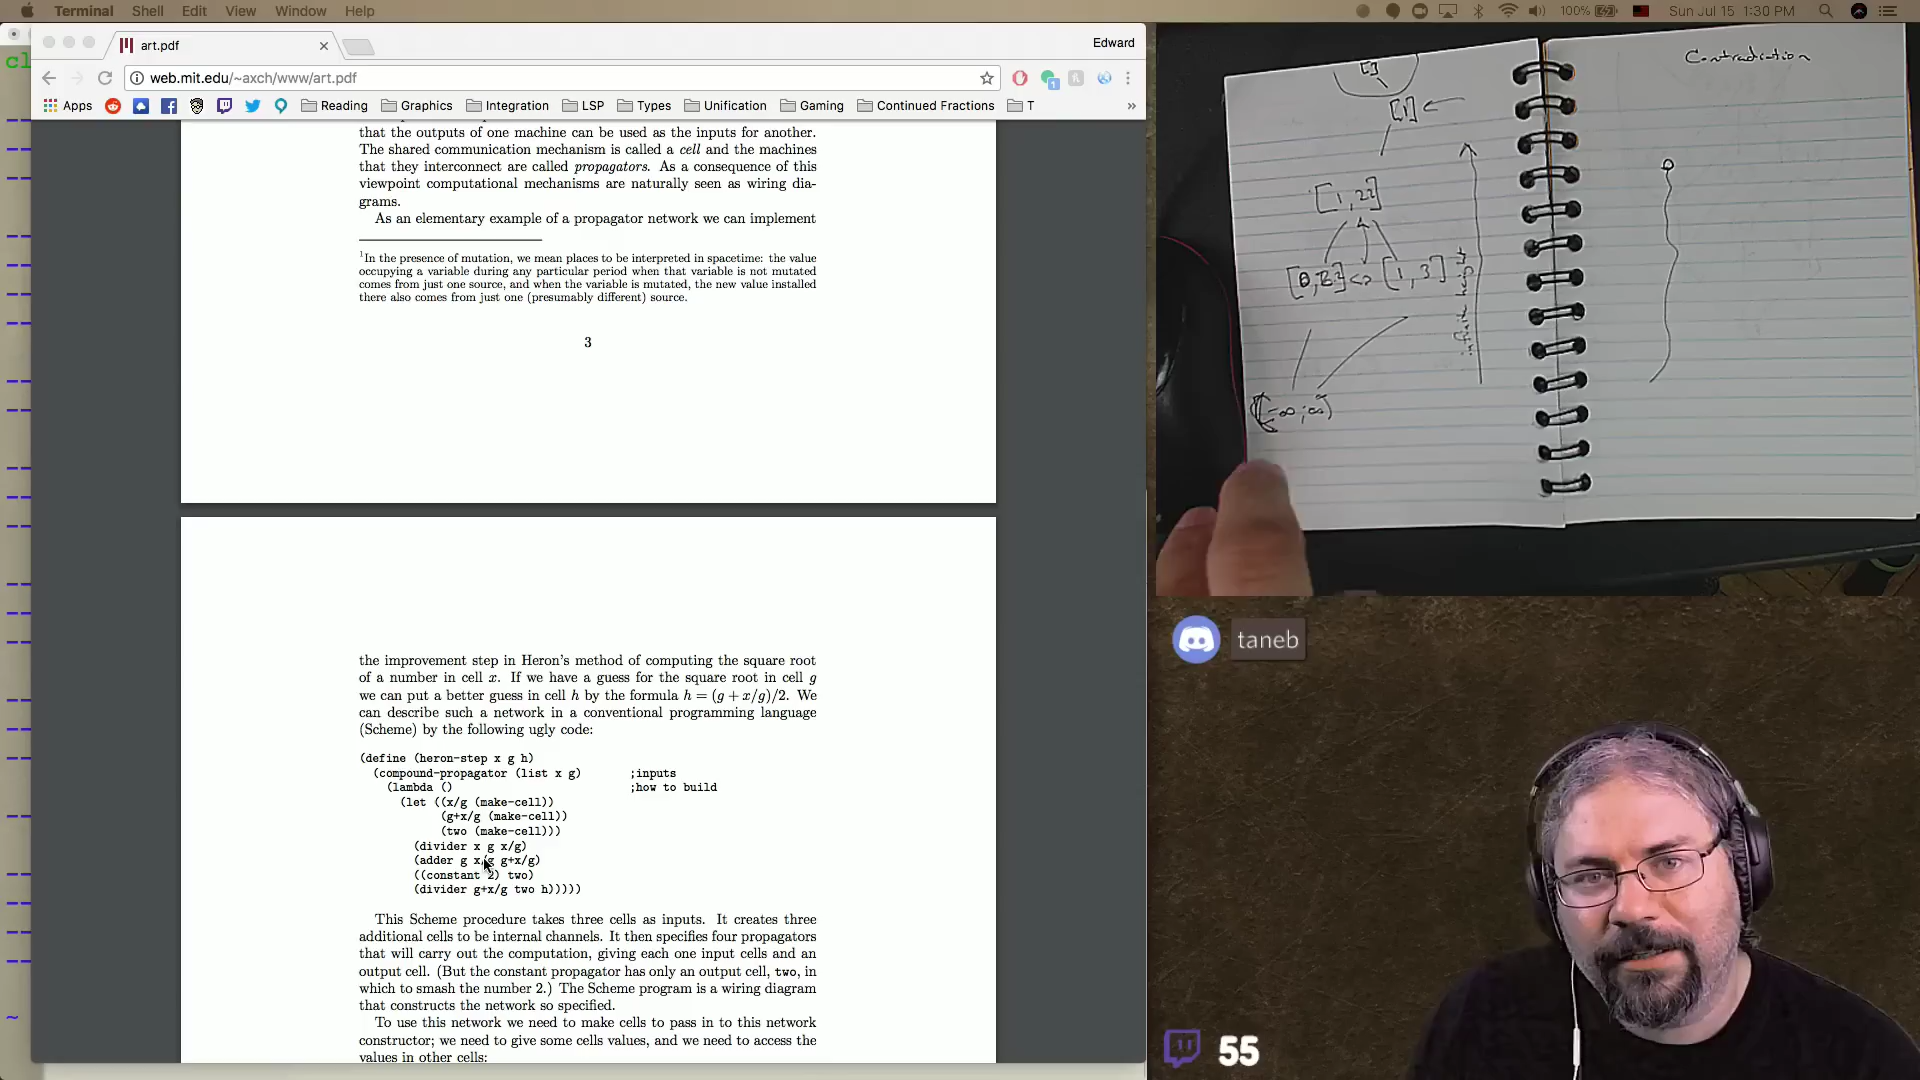 Terminal Shell Edit View Window Help
100% Sun Jul 15 1:30 PM
art.pdf
Edward
web.mit.edu/~axch/www/art.pdf
Apps Reading Graphics Integration LSP Types Unification Gaming Continued Fractions T »
that the outputs of one machine can be used as the inputs for another.
The shared communication mechanism is called a cell and the machines
that they interconnect are called propagators. As a consequence of this
viewpoint computational mechanisms are naturally seen as wiring dia-
grams.
As an elementary example of a propagator network we can implement
1In the presence of mutation, we mean places to be interpreted in spacetime: the value
occupying a variable during any particular period when that variable is not mutated
comes from just one source, and when the variable is mutated, the new value installed
there also comes from just one (presumably different) source.
3
the improvement step in Heron's method of computing the square root
of a number in cell x. If we have a guess for the square root in cell g
we can put a better guess in cell h by the formula h = (g + x/g)/2. We
can describe such a network in a conventional programming language
(Scheme) by the following ugly code:
(define (heron-step x g h)
(compound-propagator (list x g) ;inputs
(lambda () ;how to build
(let ((x/g (make-cell))
(g+x/g (make-cell))
(two (make-cell)))
(divider x g x/g)
(adder g x/g g+x/g)
((constant 2) two)
(divider g+x/g two h)))))
This Scheme procedure takes three cells as inputs. It creates three
additional cells to be internal channels. It then specifies four propagators
that will carry out the computation, giving each one input cells and an
output cell. (But the constant propagator has only an output cell, two, in
which to smash the number 2.) The Scheme program is a wiring diagram
that constructs the network so specified.
To use this network we need to make cells to pass in to this network
constructor; we need to give some cells values, and we need to access the
values in other cells:
Contradiction
[1]
[1,2]
[1,3]
infinite height
(-∞,∞)
taneb
55